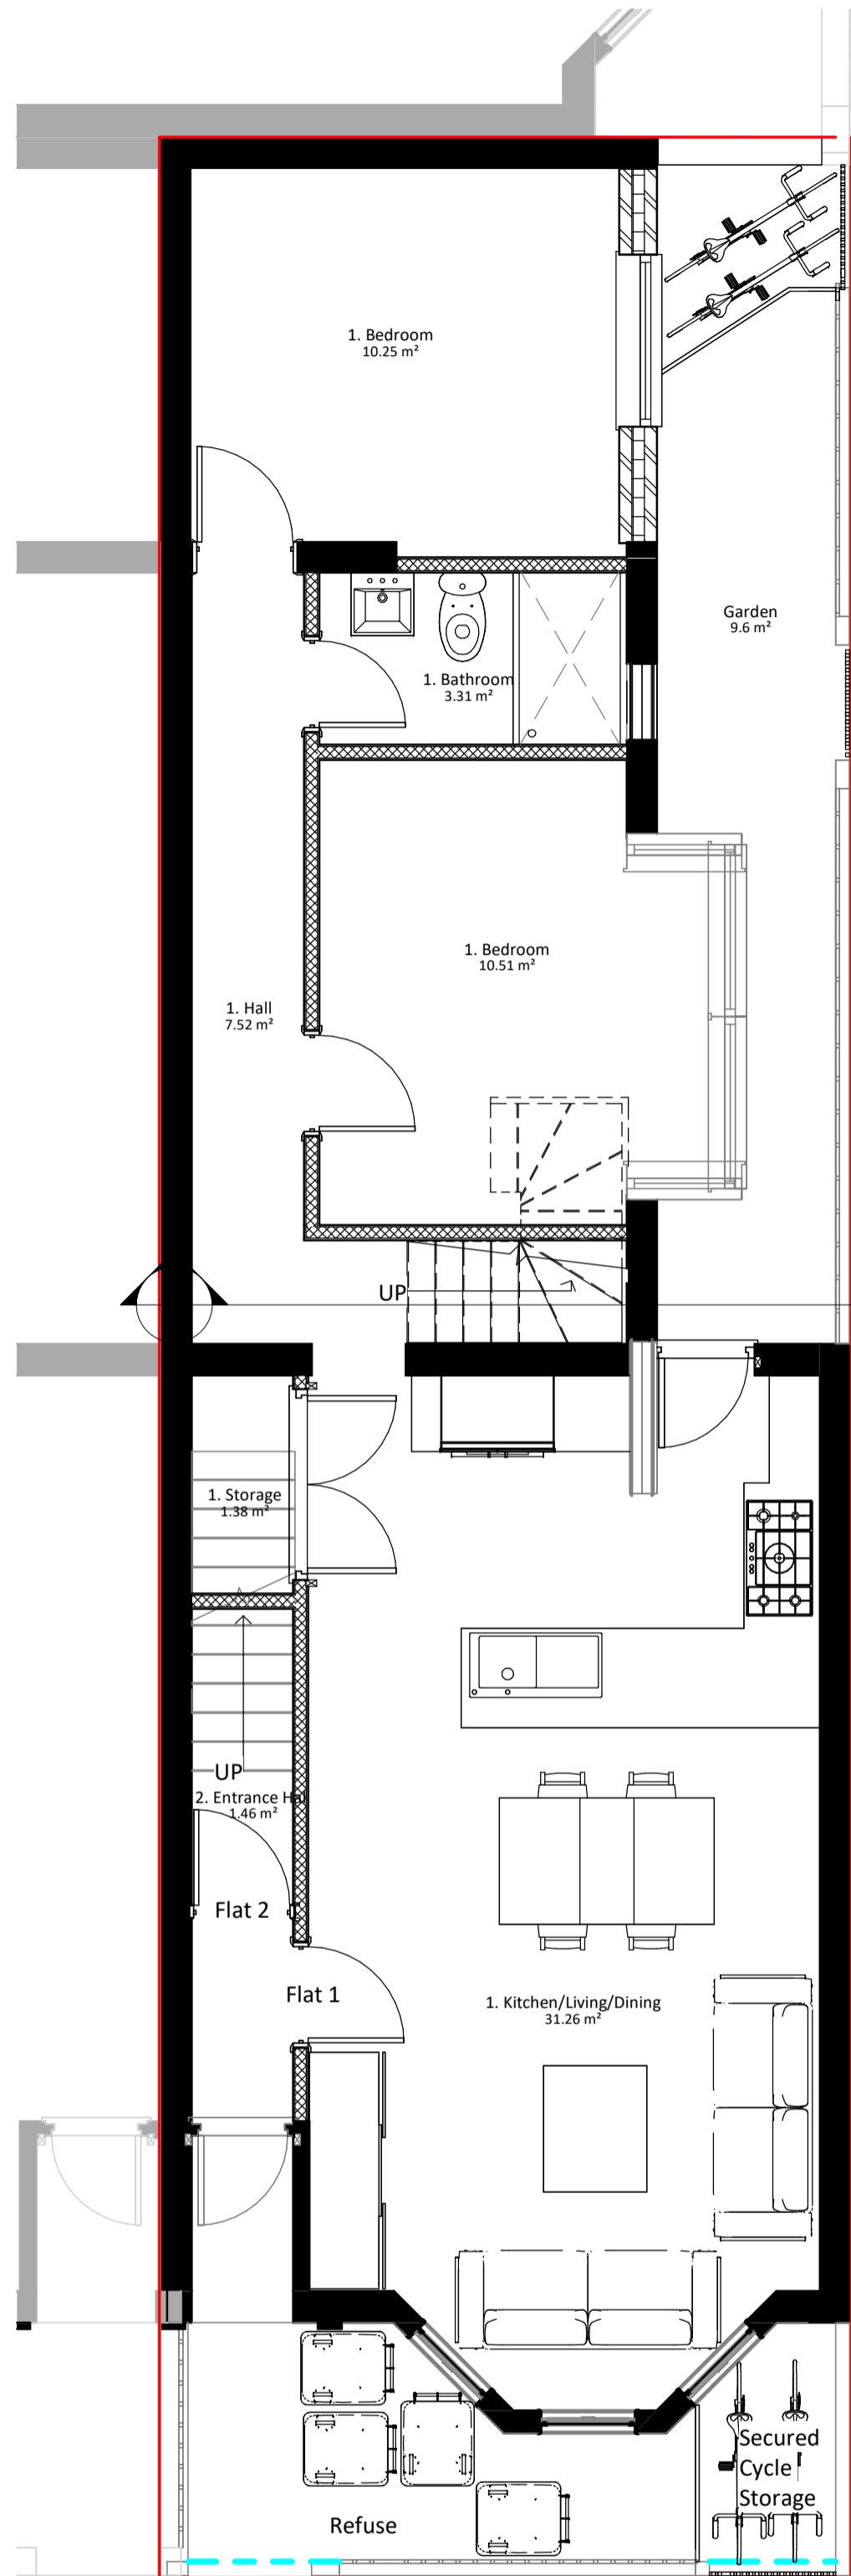 1. Bedroom
10.25 m²
Garden
9.6 m²
1. Bathroom
3.31 m²
1. Bedroom
10.51 m²
1. Hall
7.52 m²
UP
1. Storage
1.38 m²
UP
2. Entrance Hall
1.46 m²
Flat 2
Flat 1
1. Kitchen/Living/Dining
31.26 m²
Secured
Cycle
Storage
Refuse